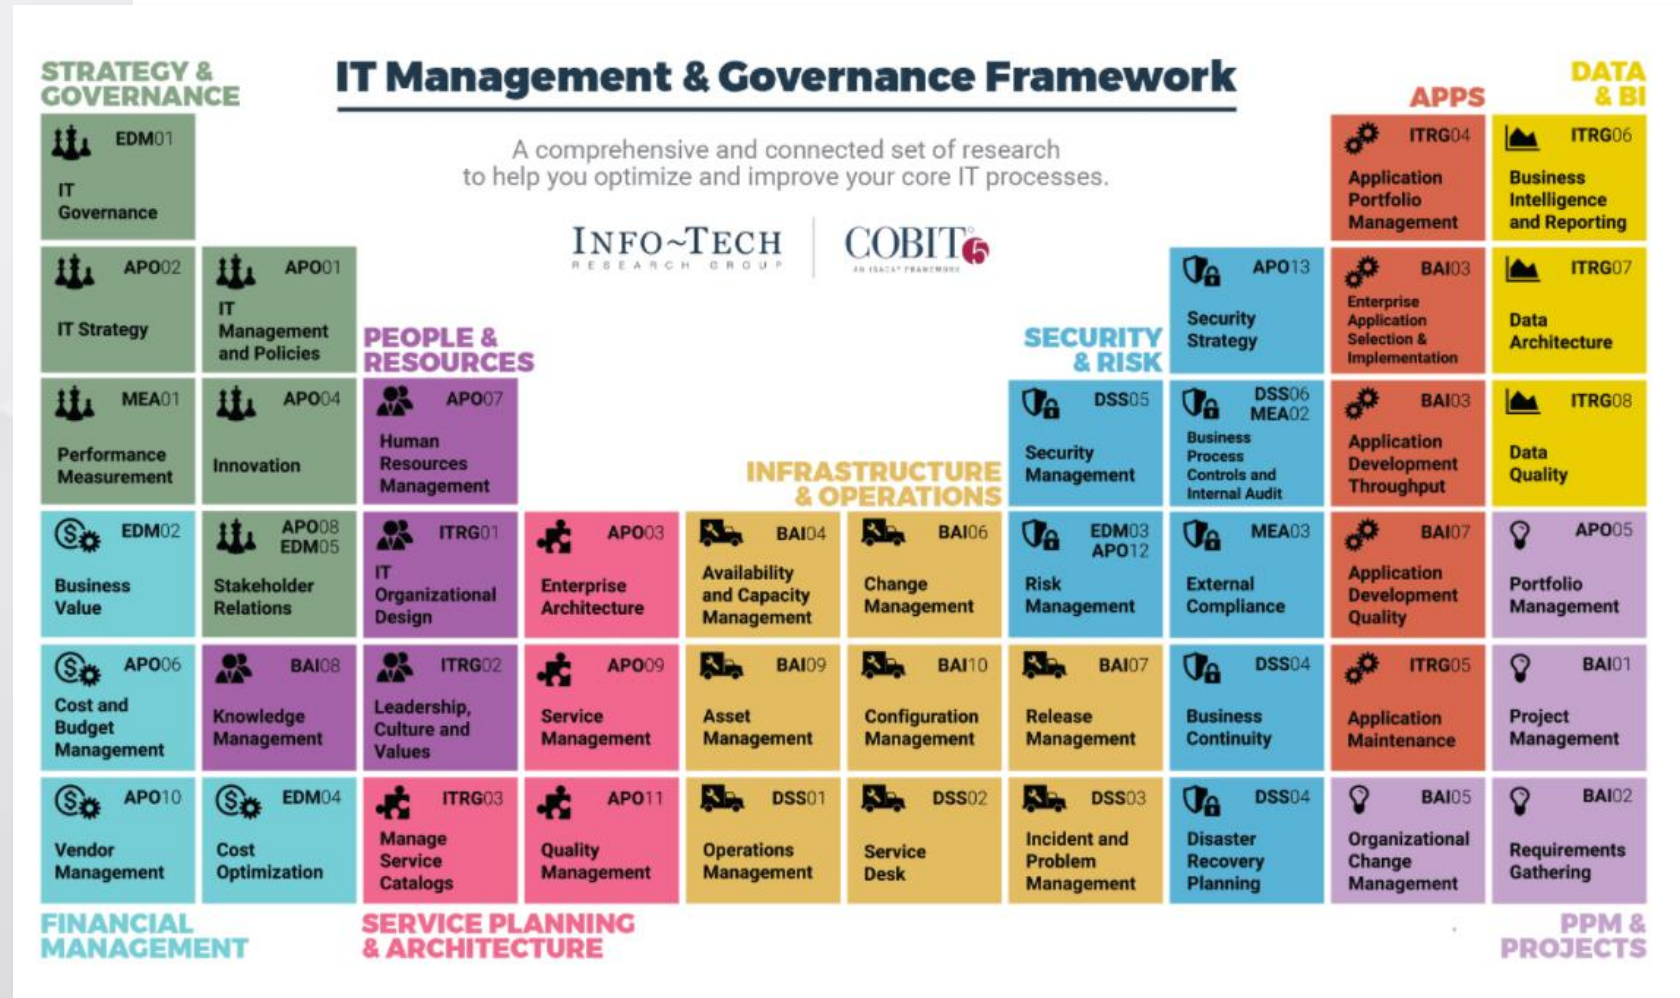 IT Management & Governance Framework
A comprehensive and connected set of research
to help you optimize and improve your core IT processes.
INFO~TECH
RESEARCH GROUP
COBIT 5
AN ISACA® FRAMEWORK
STRATEGY &
GOVERNANCE
EDM01
IT
Governance
APO02
IT Strategy
APO01
IT
Management
and Policies
MEA01
Performance
Measurement
APO04
Innovation
APO08
EDM05
Stakeholder
Relations
PEOPLE &
RESOURCES
APO07
Human
Resources
Management
ITRG01
IT
Organizational
Design
BAI08
Knowledge
Management
ITRG02
Leadership,
Culture and
Values
EDM02
Business
Value
APO06
Cost and
Budget
Management
APO10
Vendor
Management
EDM04
Cost
Optimization
FINANCIAL
MANAGEMENT
APO03
Enterprise
Architecture
APO09
Service
Management
ITRG03
Manage
Service
Catalogs
APO11
Quality
Management
SERVICE PLANNING
& ARCHITECTURE
INFRASTRUCTURE
& OPERATIONS
BAI04
Availability
and Capacity
Management
BAI06
Change
Management
BAI09
Asset
Management
BAI10
Configuration
Management
BAI07
Release
Management
DSS01
Operations
Management
DSS02
Service
Desk
DSS03
Incident and
Problem
Management
SECURITY
& RISK
APO13
Security
Strategy
DSS05
Security
Management
DSS06
MEA02
Business
Process
Controls and
Internal Audit
EDM03
APO12
Risk
Management
MEA03
External
Compliance
DSS04
Business
Continuity
DSS04
Disaster
Recovery
Planning
APPS
ITRG04
Application
Portfolio
Management
BAI03
Enterprise
Application
Selection &
Implementation
BAI03
Application
Development
Throughput
BAI07
Application
Development
Quality
ITRG05
Application
Maintenance
DATA
& BI
ITRG06
Business
Intelligence
and Reporting
ITRG07
Data
Architecture
ITRG08
Data
Quality
APO05
Portfolio
Management
BAI01
Project
Management
BAI05
Organizational
Change
Management
BAI02
Requirements
Gathering
PPM &
PROJECTS